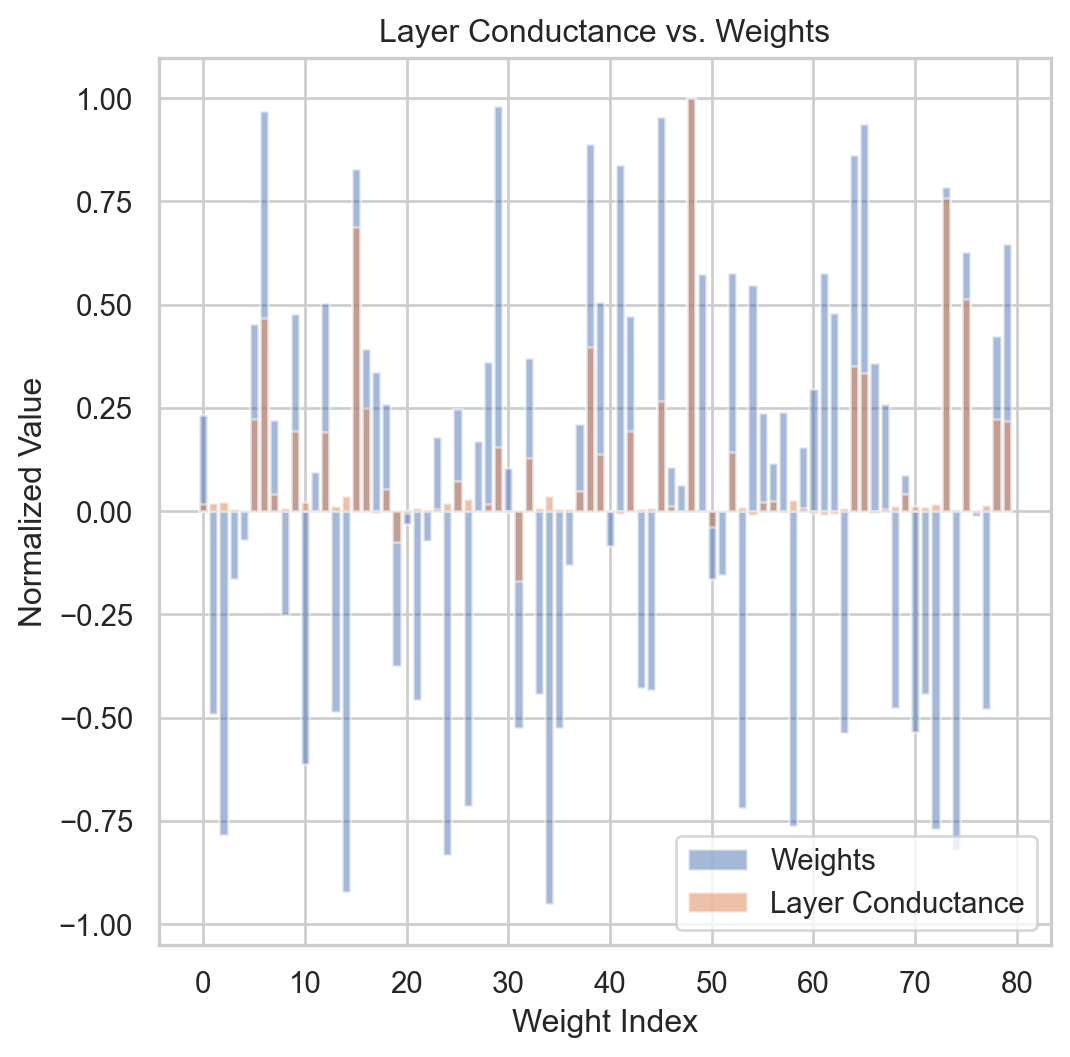 Layer Conductance vs. Weights
1.00
0.75
0.50
0.25
0.00
−0.25
−0.50
−0.75
−1.00
Normalized Value
Weights
Layer Conductance
0 10 20 30 40 50 60 70 80
Weight Index